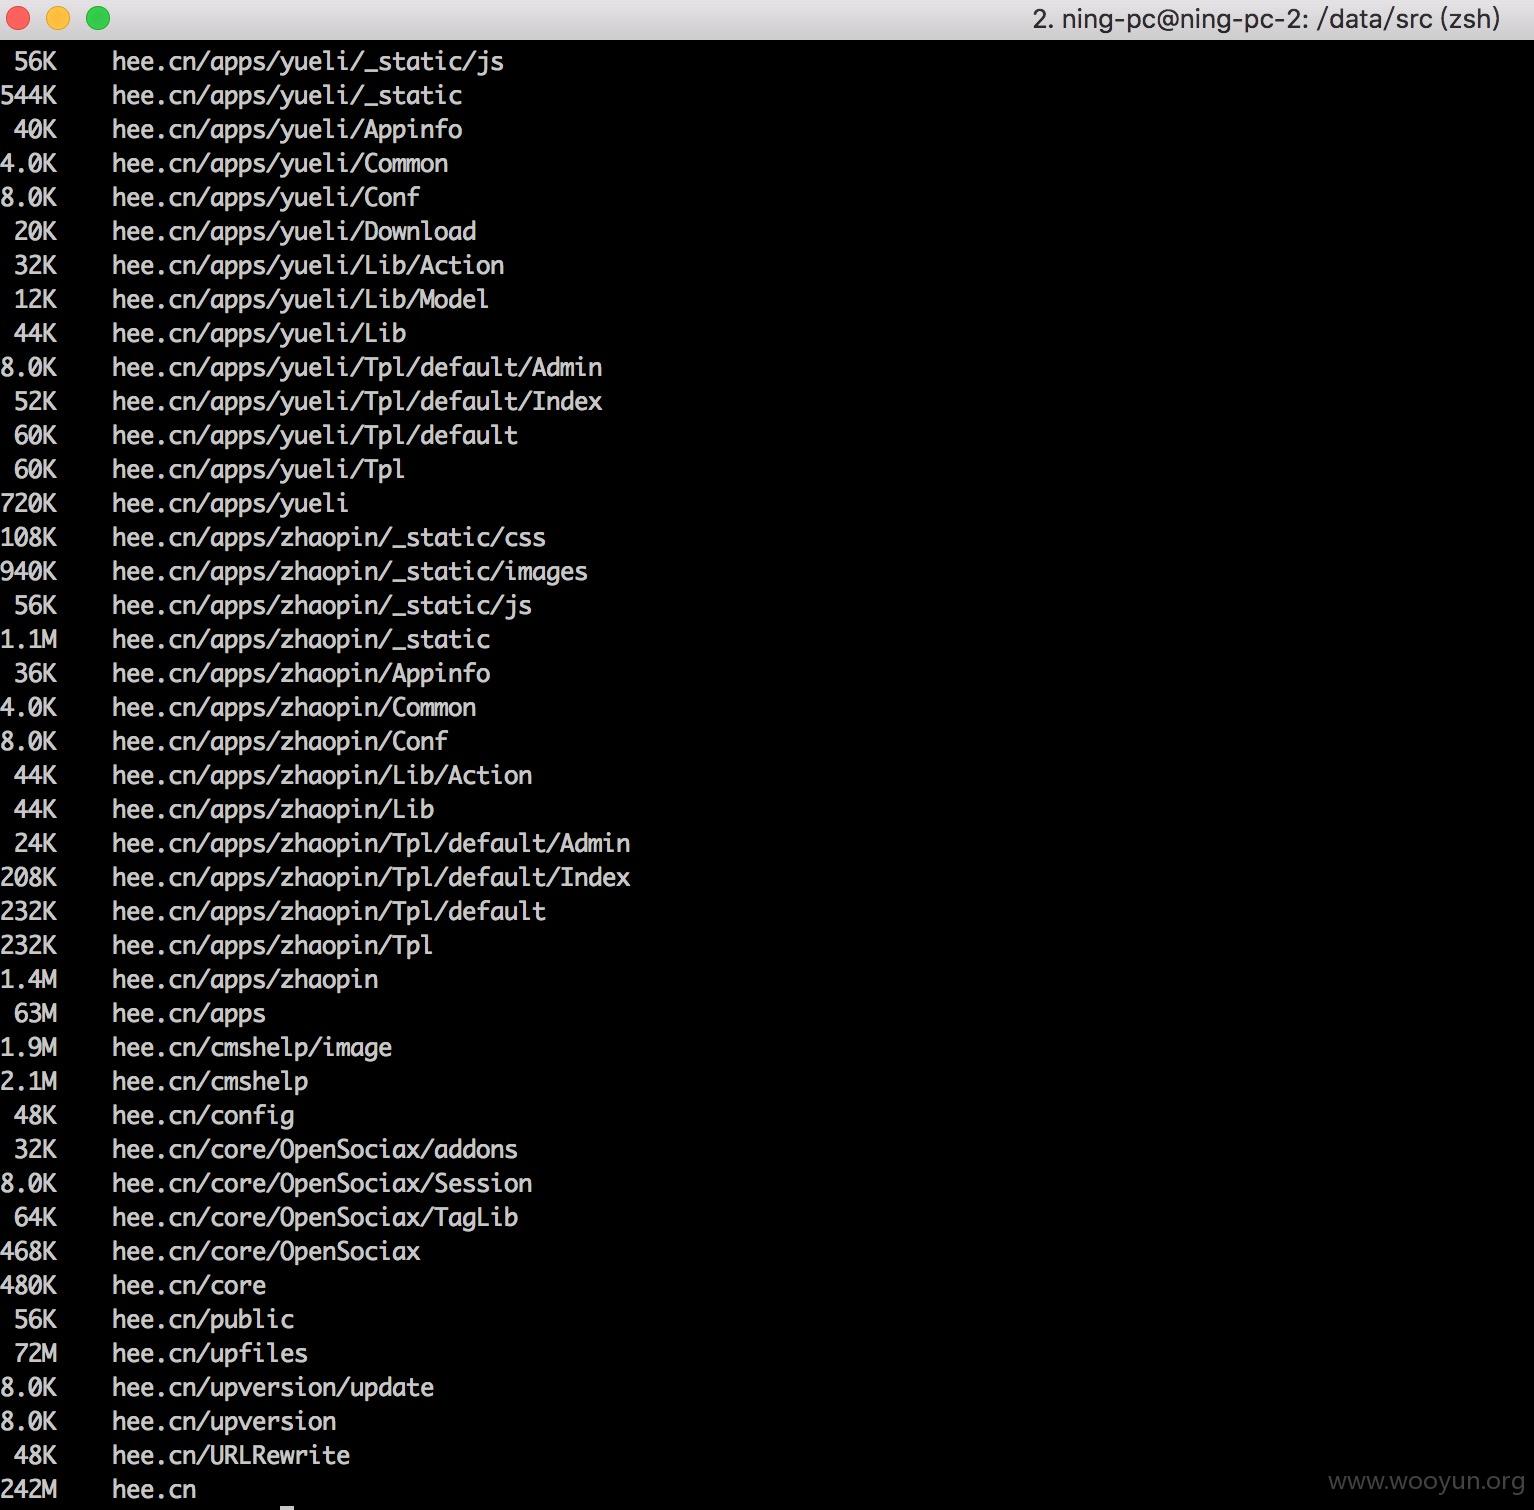 2. ning-pc@ning-pc-2: /data/src (zsh)
56K hee.cn/apps/yueli/_static/js
544K hee.cn/apps/yueli/_static
40K hee.cn/apps/yueli/Appinfo
4.0K hee.cn/apps/yueli/Common
8.0K hee.cn/apps/yueli/Conf
20K hee.cn/apps/yueli/Download
32K hee.cn/apps/yueli/Lib/Action
12K hee.cn/apps/yueli/Lib/Model
44K hee.cn/apps/yueli/Lib
8.0K hee.cn/apps/yueli/Tpl/default/Admin
52K hee.cn/apps/yueli/Tpl/default/Index
60K hee.cn/apps/yueli/Tpl/default
60K hee.cn/apps/yueli/Tpl
720K hee.cn/apps/yueli
108K hee.cn/apps/zhaopin/_static/css
940K hee.cn/apps/zhaopin/_static/images
56K hee.cn/apps/zhaopin/_static/js
1.1M hee.cn/apps/zhaopin/_static
36K hee.cn/apps/zhaopin/Appinfo
4.0K hee.cn/apps/zhaopin/Common
8.0K hee.cn/apps/zhaopin/Conf
44K hee.cn/apps/zhaopin/Lib/Action
44K hee.cn/apps/zhaopin/Lib
24K hee.cn/apps/zhaopin/Tpl/default/Admin
208K hee.cn/apps/zhaopin/Tpl/default/Index
232K hee.cn/apps/zhaopin/Tpl/default
232K hee.cn/apps/zhaopin/Tpl
1.4M hee.cn/apps/zhaopin
63M hee.cn/apps
1.9M hee.cn/cmshelp/image
2.1M hee.cn/cmshelp
48K hee.cn/config
32K hee.cn/core/OpenSociax/addons
8.0K hee.cn/core/OpenSociax/Session
64K hee.cn/core/OpenSociax/TagLib
468K hee.cn/core/OpenSociax
480K hee.cn/core
56K hee.cn/public
72M hee.cn/upfiles
8.0K hee.cn/upversion/update
8.0K hee.cn/upversion
48K hee.cn/URLRewrite
242M hee.cn
www.wooyun.org